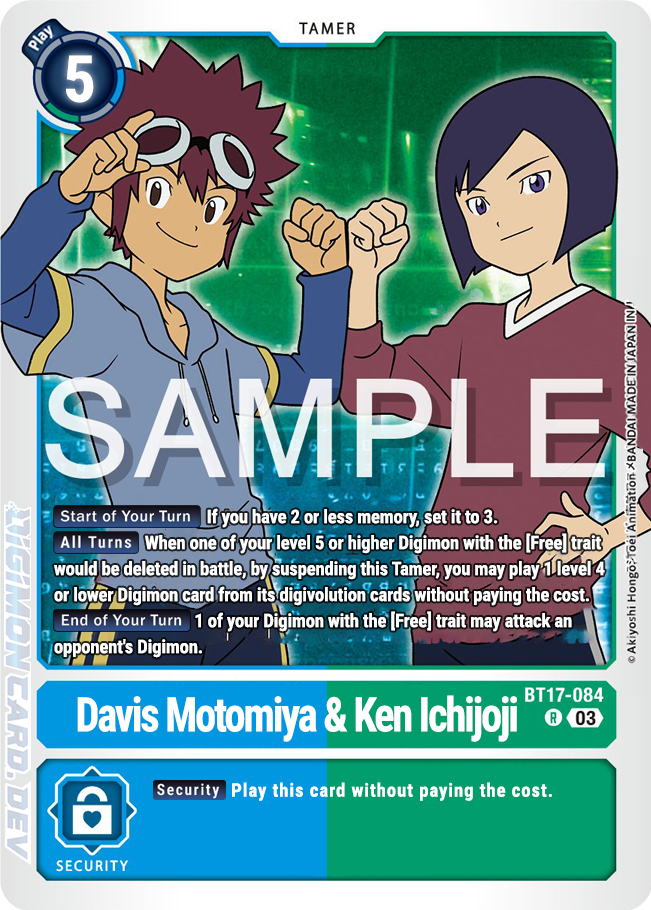 TAMER
Play
5
SAMPLE
Start of Your Turn If you have 2 or less memory, set it to 3.
All Turns When one of your level 5 or higher Digimon with the [Free] trait
would be deleted in battle, by suspending this Tamer, you may play 1 level 4
or lower Digimon card from its digivolution cards without paying the cost.
End of Your Turn 1 of your Digimon with the [Free] trait may attack an
opponent's Digimon.
© Akiyoshi Hongo, Toei Animation BANDAI MADE IN JAPAN
DIGIMON CARD.DEV
BT17-084
Davis Motomiya & Ken Ichijoji
R 03
Security Play this card without paying the cost.
SECURITY